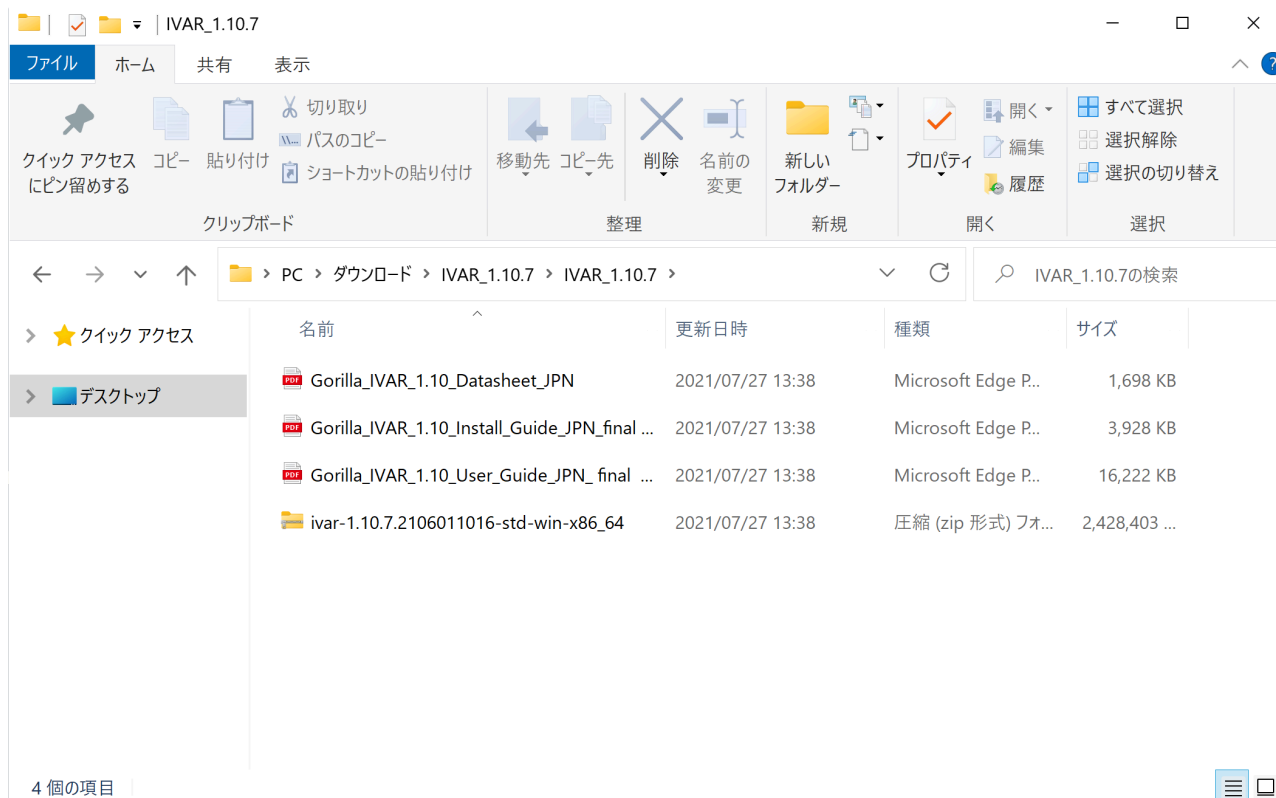 IVAR_1.10.7
ファイル ホーム 共有 表示
クイック アクセス
にピン留めする
コピー
貼り付け
切り取り
パスのコピー
ショートカットの貼り付け
クリップボード
移動先
コピー先
削除
名前の
変更
整理
新しい
フォルダー
新規
プロパティ
開く
編集
履歴
開く
すべて選択
選択解除
選択の切り替え
選択
PC ダウンロード IVAR_1.10.7 IVAR_1.10.7
IVAR_1.10.7の検索
クイック アクセス
デスクトップ
名前 更新日時 種類 サイズ
PDF Gorilla_IVAR_1.10_Datasheet_JPN 2021/07/27 13:38 Microsoft Edge P... 1,698 KB
PDF Gorilla_IVAR_1.10_Install_Guide_JPN_final ... 2021/07/27 13:38 Microsoft Edge P... 3,928 KB
PDF Gorilla_IVAR_1.10_User_Guide_JPN_ final ... 2021/07/27 13:38 Microsoft Edge P... 16,222 KB
ivar-1.10.7.2106011016-std-win-x86_64 2021/07/27 13:38 圧縮 (zip 形式) フォ... 2,428,403 ...
4 個の項目